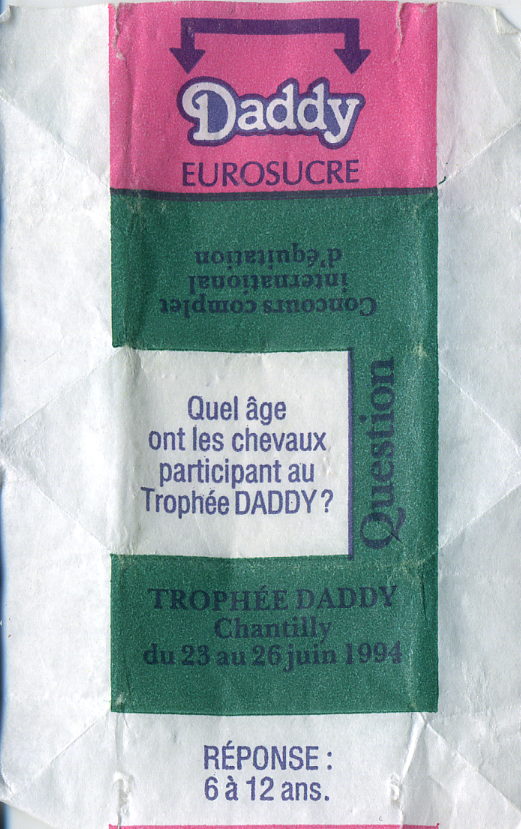 Daddy
EUROSUCRE
Concours complet
international
d'équitation
Question
Quel âge
ont les chevaux
participant au
Trophée DADDY ?
TROPHÉE DADDY
Chantilly
du 23 au 26 juin 1994
RÉPONSE :
6 à 12 ans.